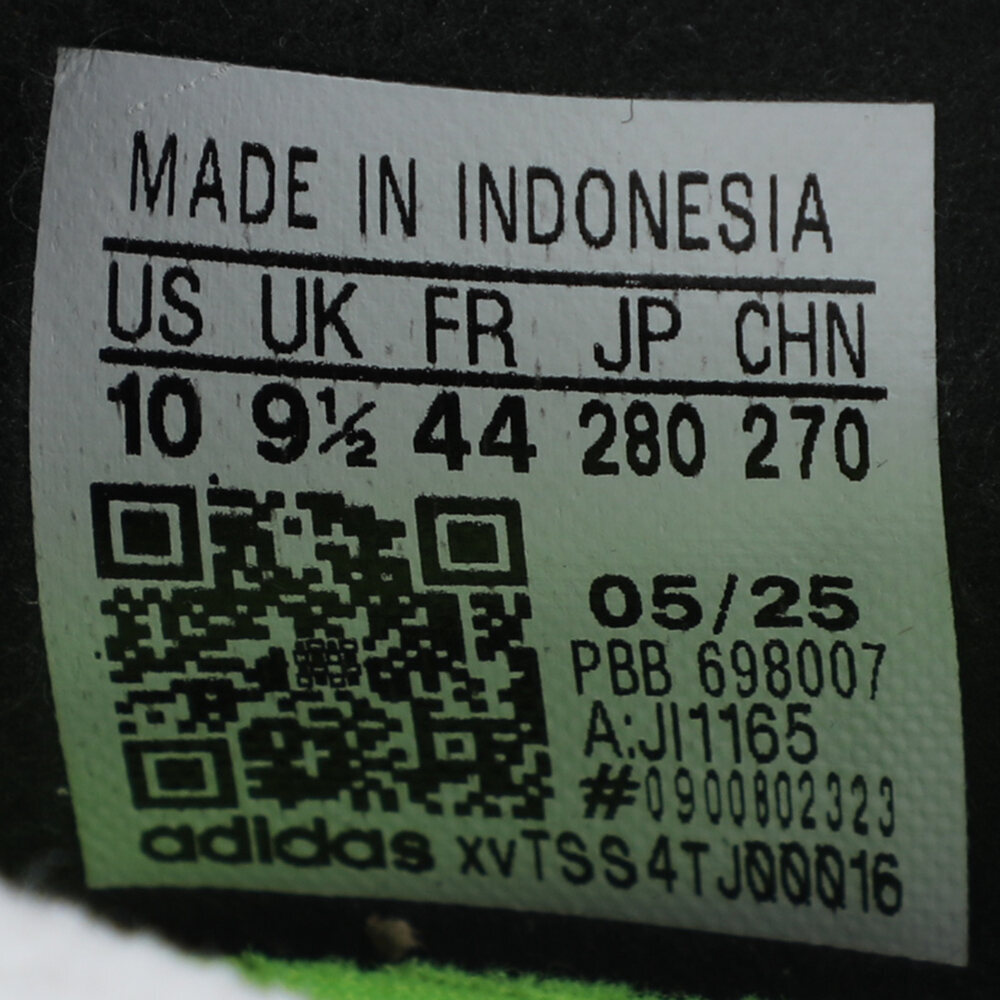 MADE IN INDONESIA
US UK FR JP CHN
10 9½ 44 280 270
05/25
PBB 698007
A:JI1165
#0900802323
adidas xvTSS4TJ00016